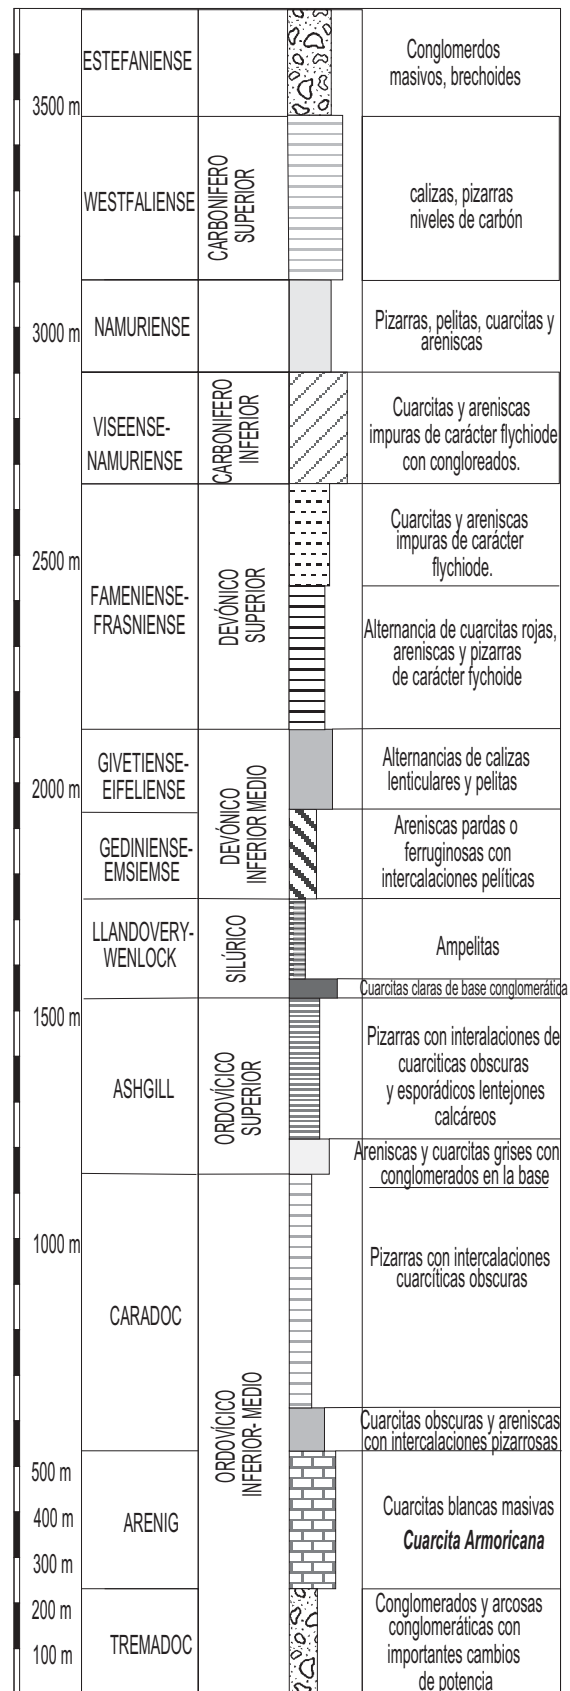 ESTEFANIENSE
Conglomerdos
masivos, brechoides
3500 m
WESTFALIENSE
CARBONIFERO
SUPERIOR
calizas, pizarras
niveles de carbón
3000 m
NAMURIENSE
Pizarras, pelitas, cuarcitas y
areniscas
VISEENSE-
NAMURIENSE
CARBONIFERO
INFERIOR
Cuarcitas y areniscas
impuras de carácter flychiode
con congloreados.
2500 m
FAMENIENSE-
FRASNIENSE
DEVÓNICO
SUPERIOR
Cuarcitas y areniscas
impuras de carácter
flychiode.
Alternancia de cuarcitas rojas,
areniscas y pizarras
de carácter fychoide
2000 m
GIVETIENSE-
EIFELIENSE
DEVÓNICO
INFERIOR MEDIO
Alternancias de calizas
lenticulares y pelitas
GEDINIENSE-
EMSIEMSE
Areniscas pardas o
ferruginosas con
intercalaciones pelíticas
LLANDOVERY-
WENLOCK
SILÚRICO
Ampelitas
Cuarcitas claras de base conglomerática
1500 m
ASHGILL
ORDOVÍCICO
SUPERIOR
Pizarras con interalaciones de
cuarciticas obscuras
y esporádicos lentejones
calcáreos
Areniscas y cuarcitas grises con
conglomerados en la base
1000 m
CARADOC
ORDOVÍCICO
INFERIOR- MEDIO
Pizarras con intercalaciones
cuarcíticas obscuras
Cuarcitas obscuras y areniscas
con intercalaciones pizarrosas
500 m
400 m
300 m
ARENIG
Cuarcitas blancas masivas
Cuarcita Armoricana
200 m
100 m
TREMADOC
Conglomerados y arcosas
conglomeráticas con
importantes cambios
de potencia